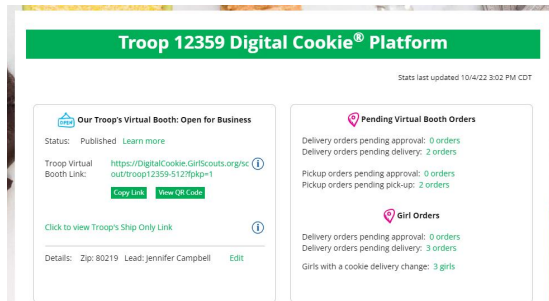 Troop 12359 Digital Cookie® Platform
Stats last updated 10/4/22 3:02 PM CDT
OPEN
Our Troop's Virtual Booth: Open for Business
Status: Published Learn more
Troop Virtual Booth Link:
https://DigitalCookie.GirlScouts.org/sc
out/troop12359-512?fpkp=1
Copy Link View QR Code
Click to view Troop's Ship Only Link
Details: Zip: 80219 Lead: Jennifer Campbell Edit
Pending Virtual Booth Orders
Delivery orders pending approval: 0 orders
Delivery orders pending delivery: 2 orders
Pickup orders pending approval: 0 orders
Pickup orders pending pick-up: 2 orders
Girl Orders
Delivery orders pending approval: 0 orders
Delivery orders pending delivery: 3 orders
Girls with a cookie delivery change: 3 girls